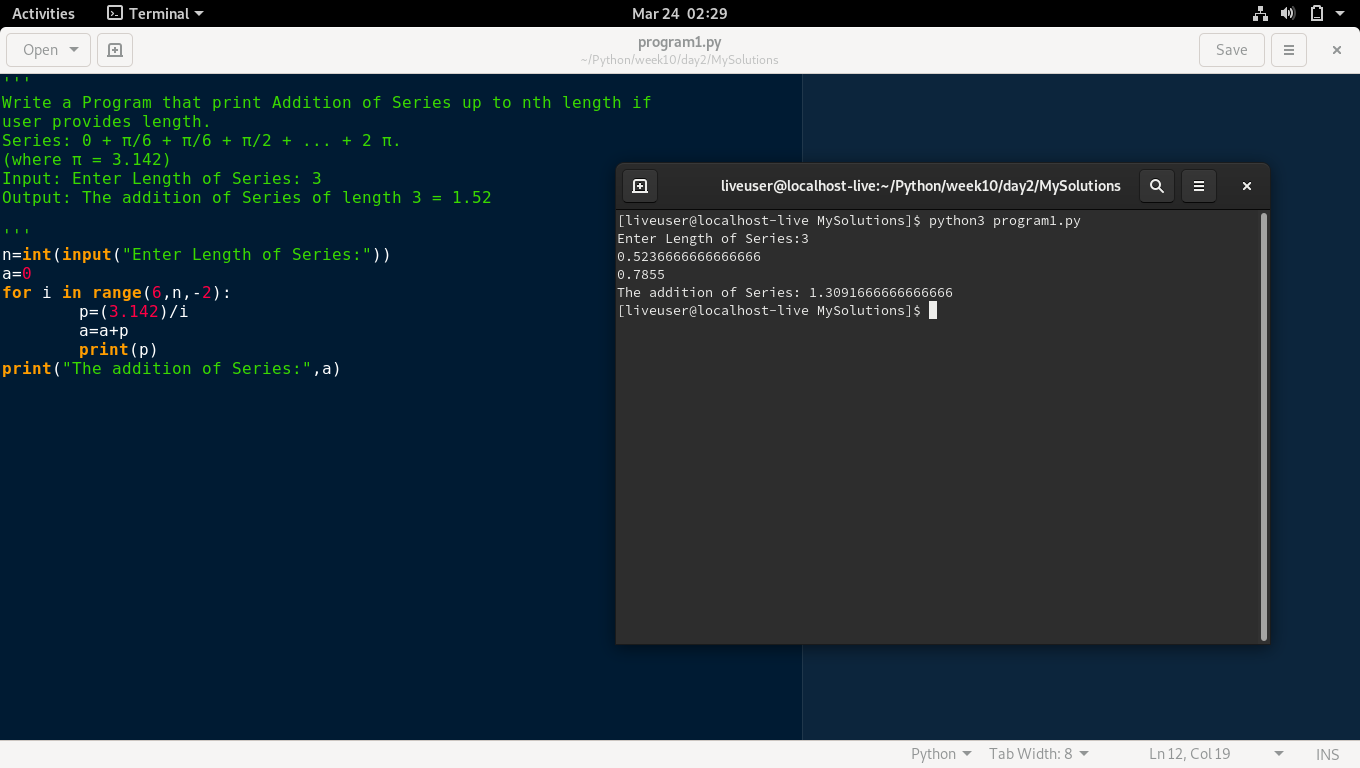 Activities Terminal Mar 24 02:29
Open program1.py Save
~/Python/week10/day2/MySolutions
'''
Write a Program that print Addition of Series up to nth length if
user provides length.
Series: 0 + π/6 + π/6 + π/2 + ... + 2 π.
(where π = 3.142)
Input: Enter Length of Series: 3
Output: The addition of Series of length 3 = 1.52
'''
n=int(input("Enter Length of Series:"))
a=0
for i in range(6,n,-2):
        p=(3.142)/i
        a=a+p
        print(p)
print("The addition of Series:",a)
liveuser@localhost-live:~/Python/week10/day2/MySolutions
[liveuser@localhost-live MySolutions]$ python3 program1.py
Enter Length of Series:3
0.5236666666666666
0.7855
The addition of Series: 1.3091666666666666
[liveuser@localhost-live MySolutions]$
Python Tab Width: 8 Ln 12, Col 19 INS